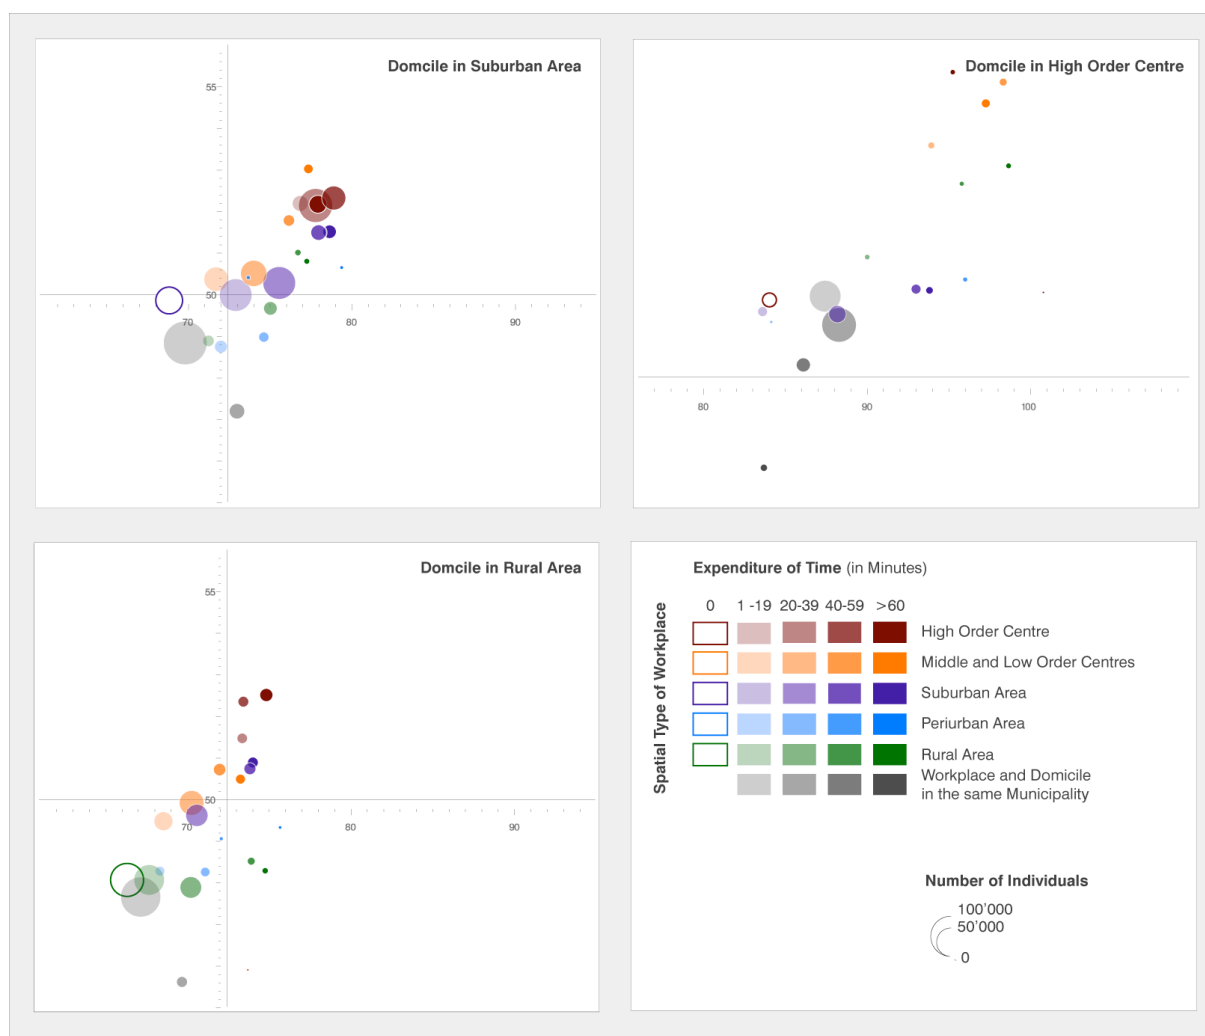 Domcile in Suburban Area
55
50
70
80
90
Domcile in High Order Centre
80
90
100
Domcile in Rural Area
55
50
70
80
90
Expenditure of Time (in Minutes)
0 1 -19 20-39 40-59 >60
Spatial Type of Workplace
High Order Centre
Middle and Low Order Centres
Suburban Area
Periurban Area
Rural Area
Workplace and Domicile
in the same Municipality
Number of Individuals
100'000
50'000
0